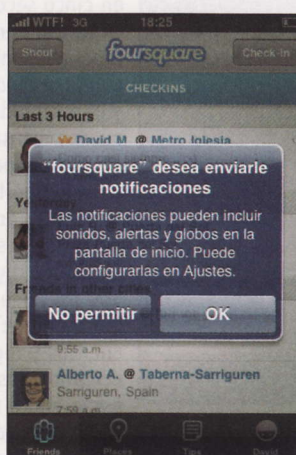 WTF! 3G 18:25
Shout foursquare Check-In
CHECKINS
Last 3 Hours
David M. @ Metro Iglesia
"foursquare" desea enviarle
notificaciones
Las notificaciones pueden incluir
sonidos, alertas y globos en la
pantalla de inicio. Puede
configurarlas en Ajustes.
No permitir OK
9:56 a.m.
Alberto A. @ Taberna-Sarriguren
Sarriguren, Spain
7:59 a.m.
Friends Places Tips David